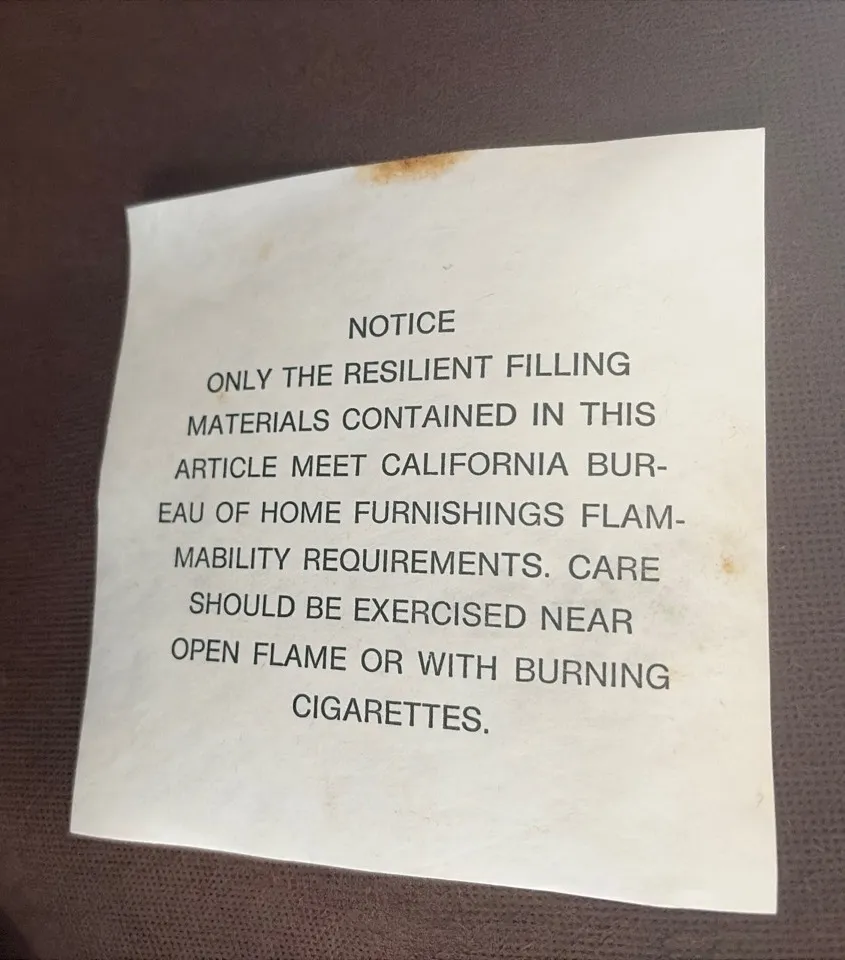 NOTICE
ONLY THE RESILIENT FILLING
MATERIALS CONTAINED IN THIS
ARTICLE MEET CALIFORNIA BUR-
EAU OF HOME FURNISHINGS FLAM-
MABILITY REQUIREMENTS. CARE
SHOULD BE EXERCISED NEAR
OPEN FLAME OR WITH BURNING
CIGARETTES.